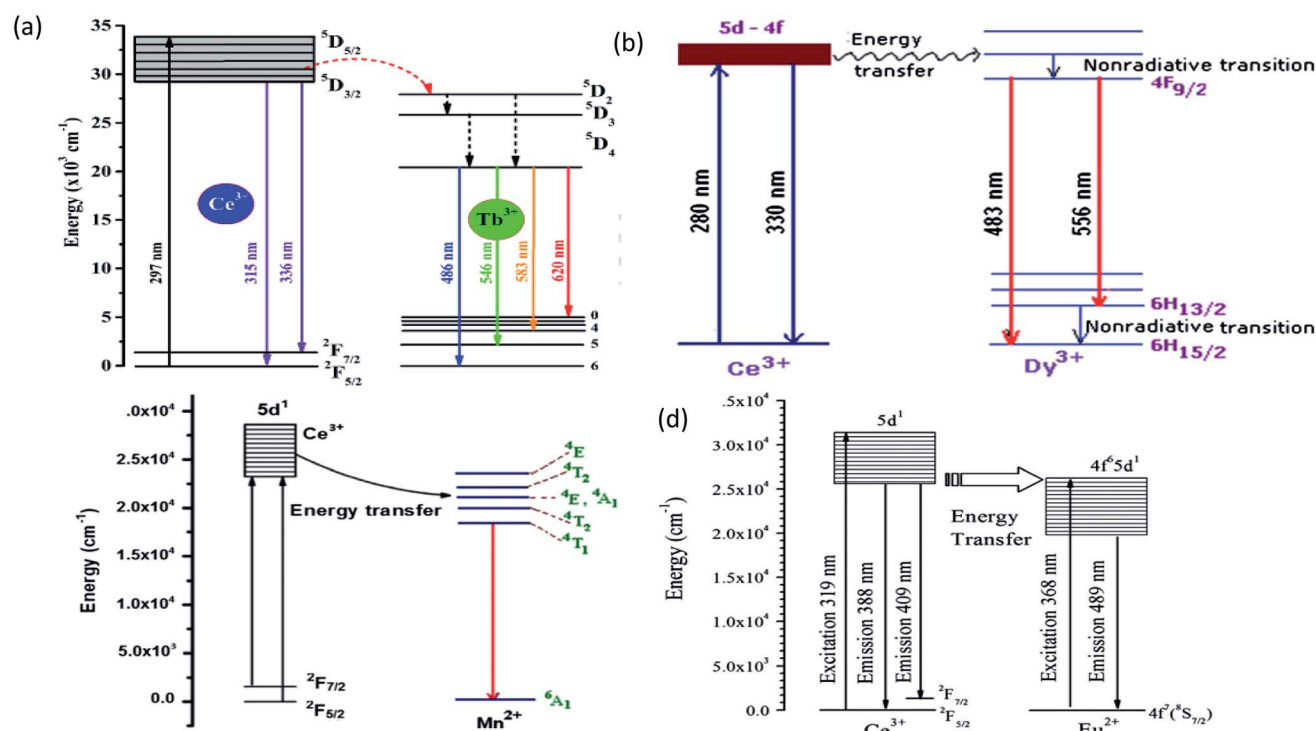 (a)
Energy (x10³ cm⁻¹)
35
30
25
20
15
10
5
0
⁵D₅/₂
⁵D₃/₂
Ce³⁺
297 nm
315 nm
336 nm
²F₇/₂
²F₅/₂
⁵D₂
⁵D₃
⁵D₄
Tb³⁺
486 nm
546 nm
583 nm
620 nm
0
4
5
6
(b)
5d - 4f
Energy
transfer
Nonradiative transition
4F₉/₂
280 nm
330 nm
483 nm
556 nm
6H₁₃/₂
Nonradiative transition
6H₁₅/₂
Ce³⁺
Dy³⁺
Energy (cm⁻¹)
.0x10⁴
2.5x10⁴
2.0x10⁴
1.5x10⁴
1.0x10⁴
5.0x10³
0.0
5d¹
Ce³⁺
Energy transfer
⁴E
⁴T₂
⁴E, ⁴A₁
⁴T₂
⁴T₁
²F₇/₂
²F₅/₂
⁶A₁
Mn²⁺
(d)
Energy (cm⁻¹)
3.5x10⁴
3.0x10⁴
2.5x10⁴
2.0x10⁴
1.5x10⁴
1.0x10⁴
5.0x10³
0.0
5d¹
4f⁶5d¹
Energy
Transfer
Excitation 319 nm
Emission 388 nm
Emission 409 nm
Excitation 368 nm
Emission 489 nm
²F₇/₂
²F₅/₂
4f⁷(⁸S₇/₂)
Ce³⁺
Eu²⁺